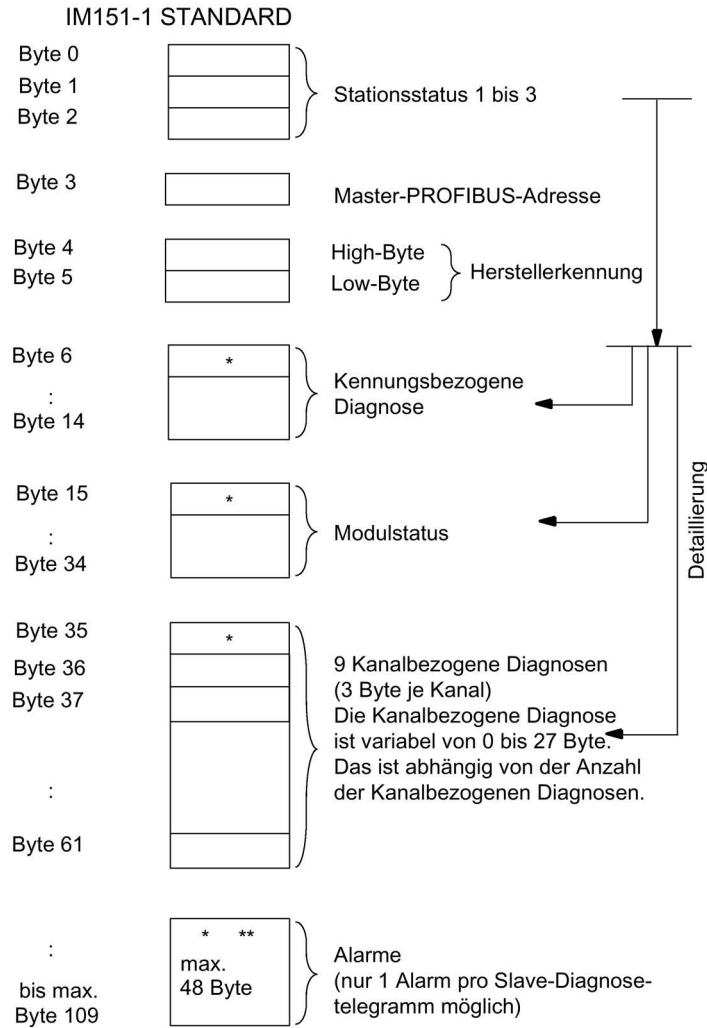 IM151-1 STANDARD
Byte 0
Byte 1
Byte 2
Stationsstatus 1 bis 3
Byte 3
Master-PROFIBUS-Adresse
Byte 4
Byte 5
High-Byte
Low-Byte
Herstellerkennung
Byte 6
*
:
Byte 14
Kennungsbezogene
Diagnose
Byte 15
*
:
Byte 34
Modulstatus
Detaillierung
Byte 35
*
Byte 36
Byte 37
:
Byte 61
9 Kanalbezogene Diagnosen
(3 Byte je Kanal)
Die Kanalbezogene Diagnose
ist variabel von 0 bis 27 Byte.
Das ist abhängig von der Anzahl
der Kanalbezogenen Diagnosen.
:
bis max.
Byte 109
* **
max.
48 Byte
Alarme
(nur 1 Alarm pro Slave-Diagnose-
telegramm möglich)